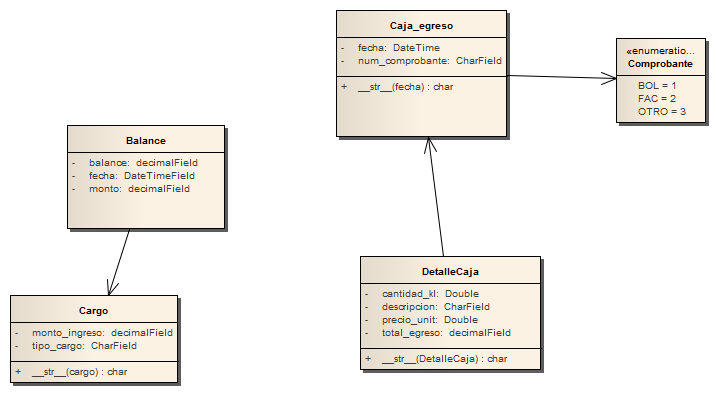 Caja_egreso
- fecha: DateTime
- num_comprobante: CharField
+ __str__(fecha) : char
«enumeratio...
Comprobante
BOL = 1
FAC = 2
OTRO = 3
Balance
- balance: decimalField
- fecha: DateTimeField
- monto: decimalField
DetalleCaja
- cantidad_kl: Double
- descripcion: CharField
- precio_unit: Double
- total_egreso: decimalField
+ __str__(DetalleCaja) : char
Cargo
- monto_ingreso: decimalField
- tipo_cargo: CharField
+ __str__(cargo) : char